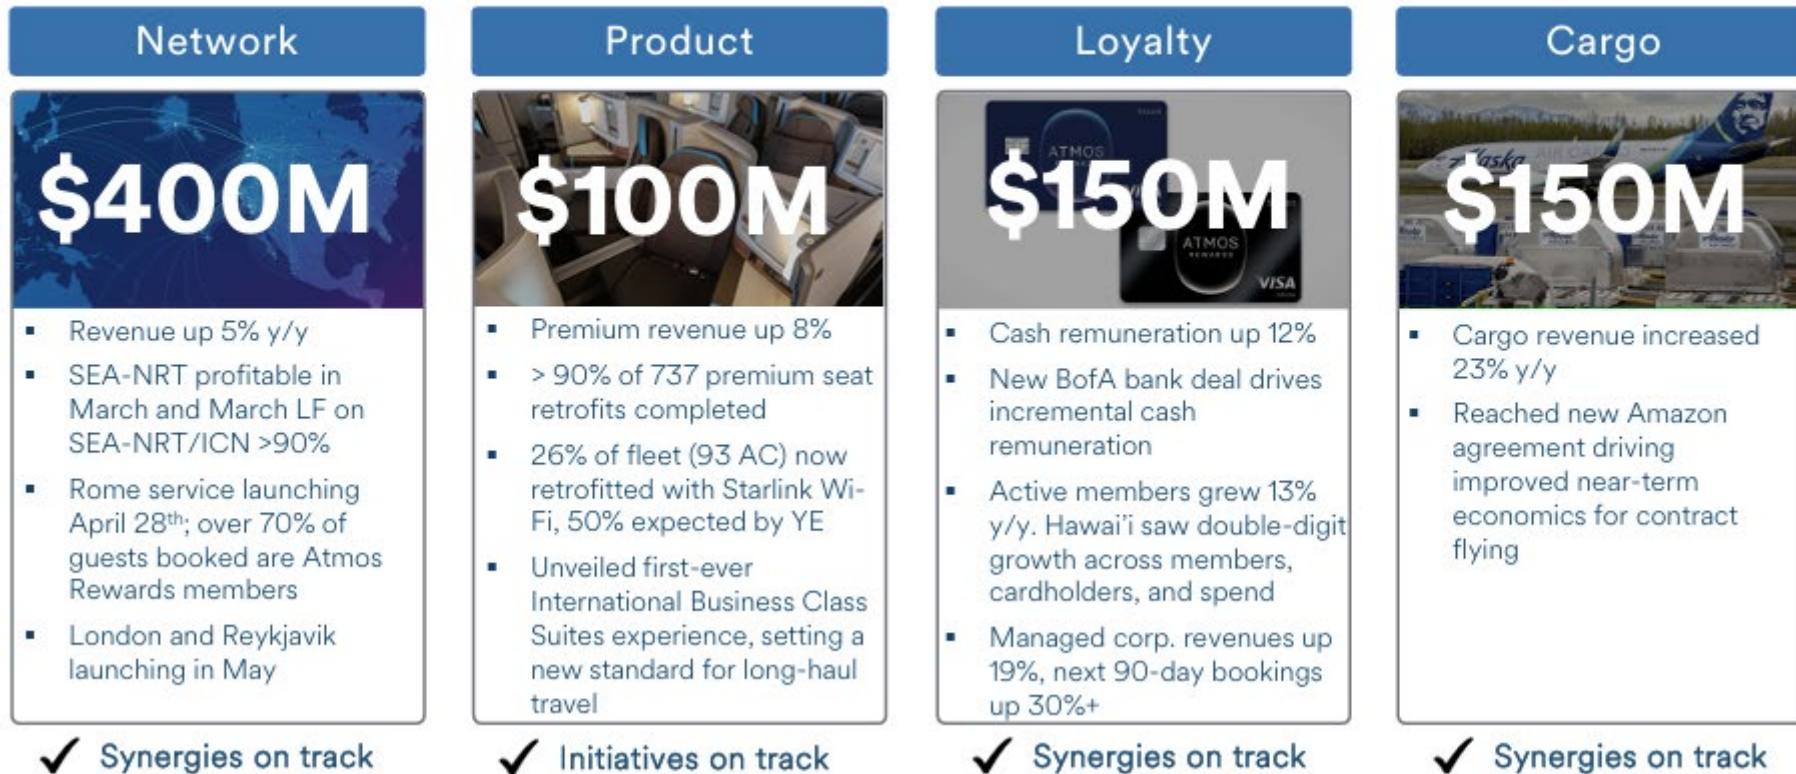 Network
$400M
▪ Revenue up 5% y/y
▪ SEA-NRT profitable in
March and March LF on
SEA-NRT/ICN >90%
▪ Rome service launching
April 28th; over 70% of
guests booked are Atmos
Rewards members
▪ London and Reykjavik
launching in May
✓ Synergies on track
Product
$100M
▪ Premium revenue up 8%
▪ > 90% of 737 premium seat
retrofits completed
▪ 26% of fleet (93 AC) now
retrofitted with Starlink Wi-
Fi, 50% expected by YE
▪ Unveiled first-ever
International Business Class
Suites experience, setting a
new standard for long-haul
travel
✓ Initiatives on track
Loyalty
ATMOS
$150M
ATMOS
REWARDS
VISA
▪ Cash remuneration up 12%
▪ New BofA bank deal drives
incremental cash
remuneration
▪ Active members grew 13%
y/y. Hawai'i saw double-digit
growth across members,
cardholders, and spend
▪ Managed corp. revenues up
19%, next 90-day bookings
up 30%+
✓ Synergies on track
Cargo
Alaska AIR CARGO
$150M
▪ Cargo revenue increased
23% y/y
▪ Reached new Amazon
agreement driving
improved near-term
economics for contract
flying
✓ Synergies on track